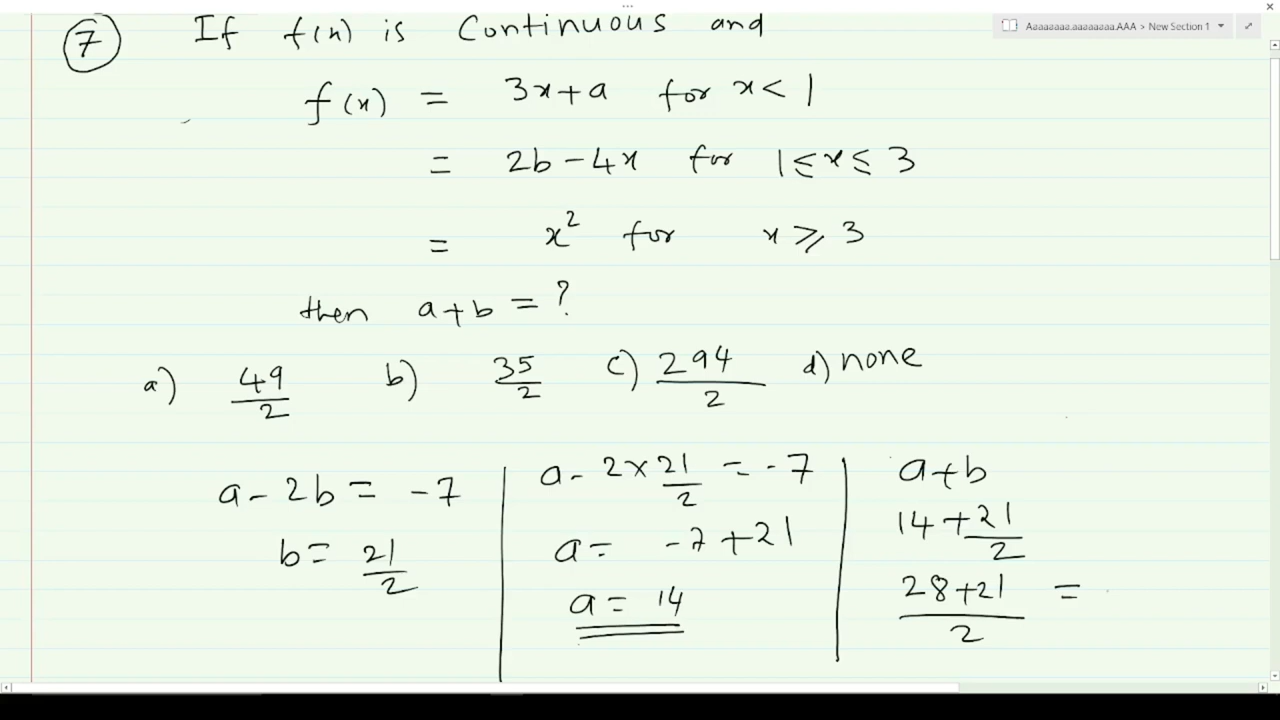 Aaaaaaaa.aaaaaaaa.AAA > New Section 1
7 If f(x) is Continuous and
f(x) = 3x+a for x < 1
= 2b-4x for 1 ≤ x ≤ 3
= x² for x ≥ 3
then a+b = ?
a) 49/2 b) 35/2 c) 294/2 d) none
a - 2b = -7
b = 21/2
a - 2 × 21/2 = -7
a = -7 + 21
a = 14
a+b
14 + 21/2
28+21/2 =